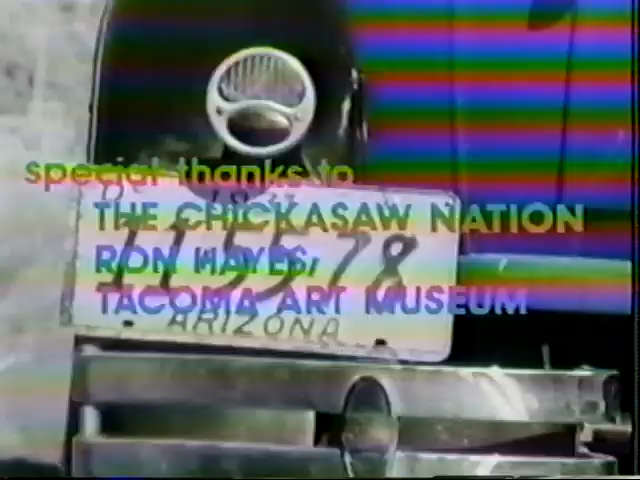 special thanks to
THE CHICKASAW NATION
RON HAYES
TACOMA ART MUSEUM
ARIZONA